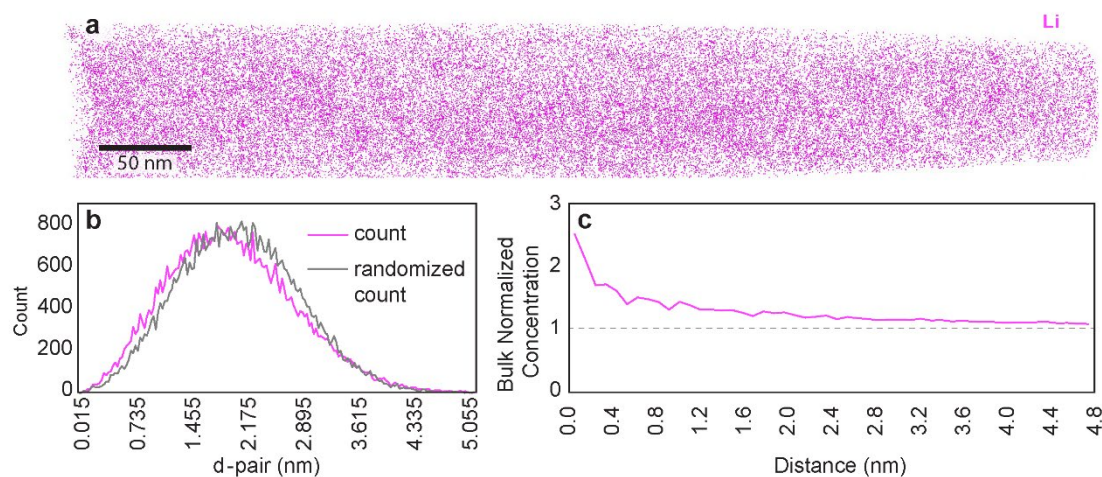 a
Li
50 nm
b
800
600
400
200
0
Count
count
randomized
count
0.015
0.735
1.455
2.175
2.895
3.615
4.335
5.055
d-pair (nm)
c
3
2
1
0
Bulk Normalized
Concentration
0.0
0.4
0.8
1.2
1.6
2.0
2.4
2.8
3.2
3.6
4.0
4.4
4.8
Distance (nm)